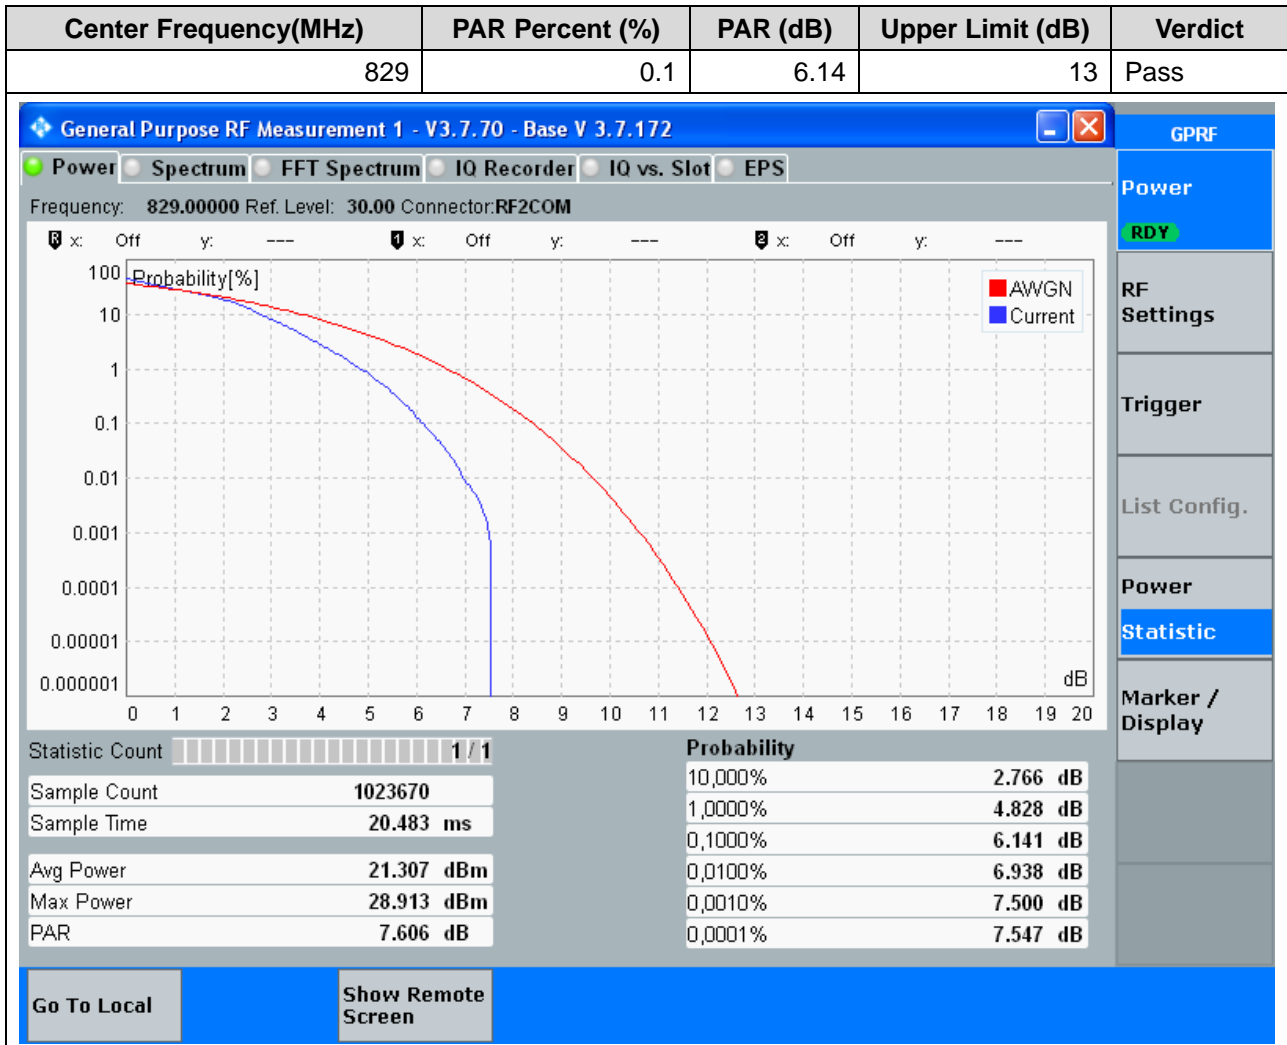 Center Frequency(MHz) PAR Percent (%) PAR (dB) Upper Limit (dB) Verdict
829 0.1 6.14 13 Pass
General Purpose RF Measurement 1 - V3.7.70 - Base V 3.7.172
GPRF
Power Spectrum FFT Spectrum IQ Recorder IQ vs. Slot EPS
Power
RDY
Frequency: 829.00000 Ref. Level: 30.00 Connector:RF2COM
R x: Off y: --- 1 x: Off y: --- 2 x: Off y: ---
Probability[%]
AWGN
Current
100
10
1
0.1
0.01
0.001
0.0001
0.00001
0.000001
dB
0 1 2 3 4 5 6 7 8 9 10 11 12 13 14 15 16 17 18 19 20
RF
Settings
Trigger
List Config.
Power
Statistic
Marker /
Display
Statistic Count 1 / 1
Sample Count 1023670
Sample Time 20.483 ms
Avg Power 21.307 dBm
Max Power 28.913 dBm
PAR 7.606 dB
Probability
10,000% 2.766 dB
1,0000% 4.828 dB
0,1000% 6.141 dB
0,0100% 6.938 dB
0,0010% 7.500 dB
0,0001% 7.547 dB
Go To Local
Show Remote
Screen